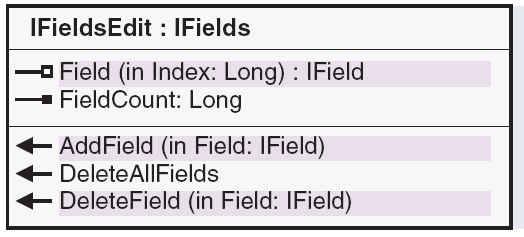 IFieldsEdit : IFields
Field (in Index: Long) : IField
FieldCount: Long
AddField (in Field: IField)
DeleteAllFields
DeleteField (in Field: IField)